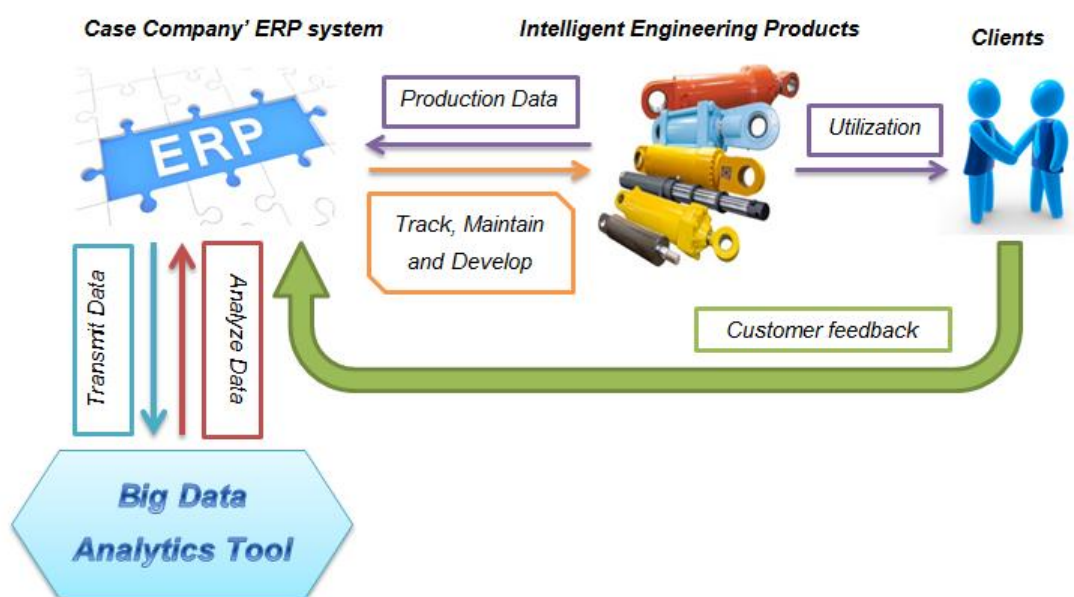 Case Company' ERP system
Intelligent Engineering Products
Clients
ERP
Production Data
Utilization
Track, Maintain
and Develop
Transmit Data
Analyze Data
Customer feedback
Big Data
Analytics Tool